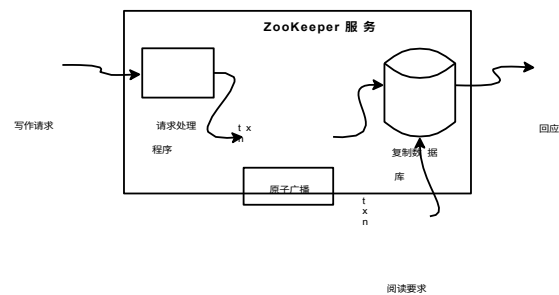 ZooKeeper 服 务
写作请求
请求处理
程序
t x
n
复制数 据
库
回应
原子广播
t
x
n
阅读要求